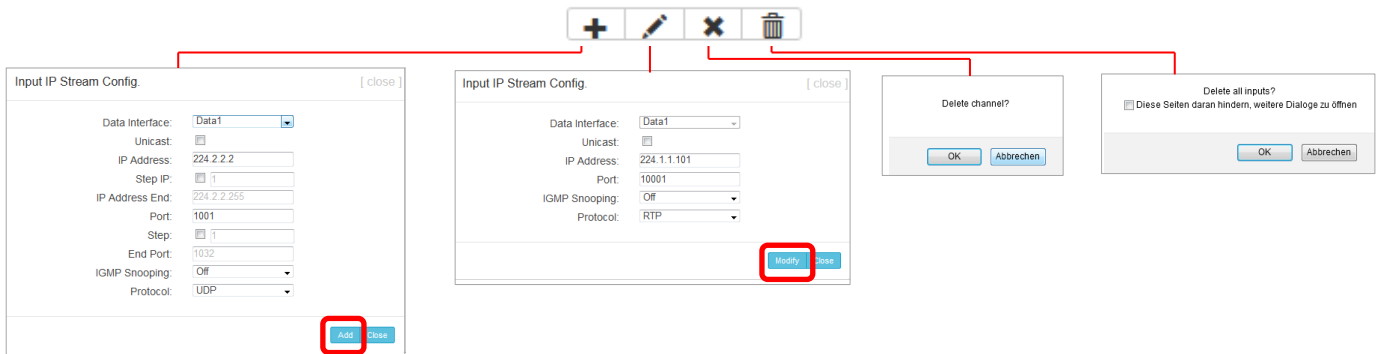 Input IP Stream Config. [ close ]
Data Interface: Data1
Unicast:
IP Address: 224.2.2.2
Step IP: 1
IP Address End: 224.2.2.255
Port: 1001
Step: 1
End Port: 1032
IGMP Snooping: Off
Protocol: UDP
Add Close
Input IP Stream Config. [ close ]
Data Interface: Data1
Unicast:
IP Address: 224.1.1.101
Port: 10001
IGMP Snooping: Off
Protocol: RTP
Modify Close
Delete channel?
OK Abbrechen
Delete all inputs?
Diese Seiten daran hindern, weitere Dialoge zu öffnen
OK Abbrechen